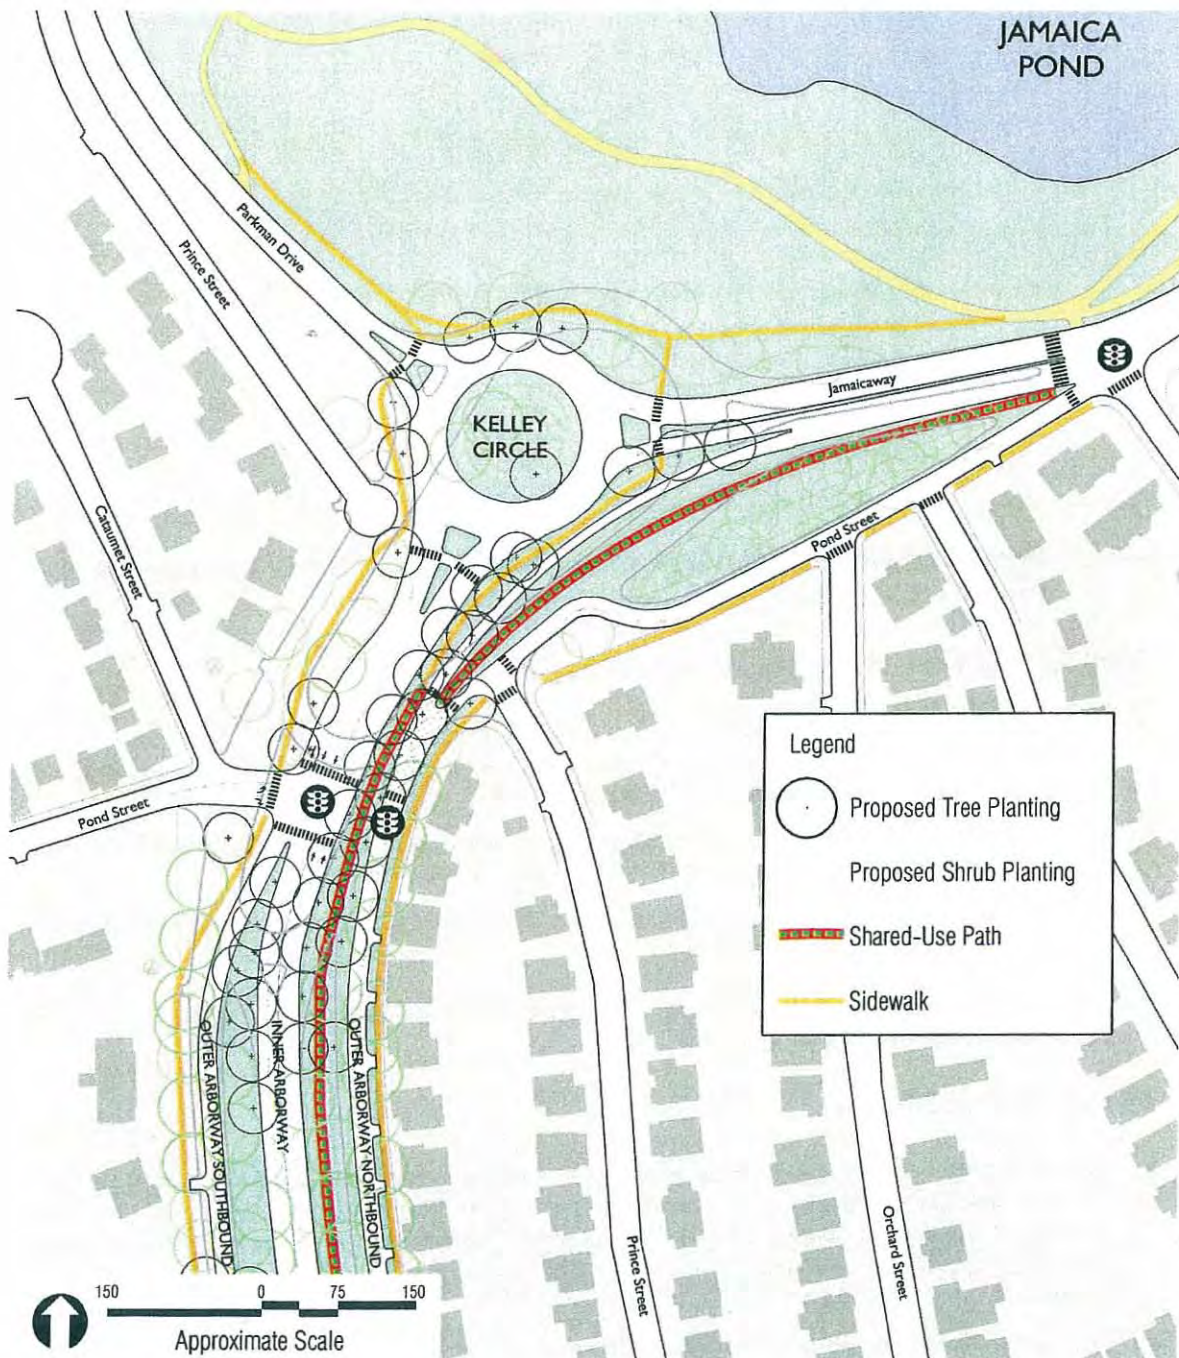 JAMAICA
POND
Parkman Drive
Prince Street
Jamaicaway
KELLEY
CIRCLE
Cataumet Street
Pond Street
Pond Street
Legend
Proposed Tree Planting
Proposed Shrub Planting
Shared-Use Path
Sidewalk
OUTER ARBORWAY SOUTHBOUND
INNER ARBORWAY
OUTER ARBORWAY NORTHBOUND
Prince Street
Orchard Street
150 0 75 150
Approximate Scale